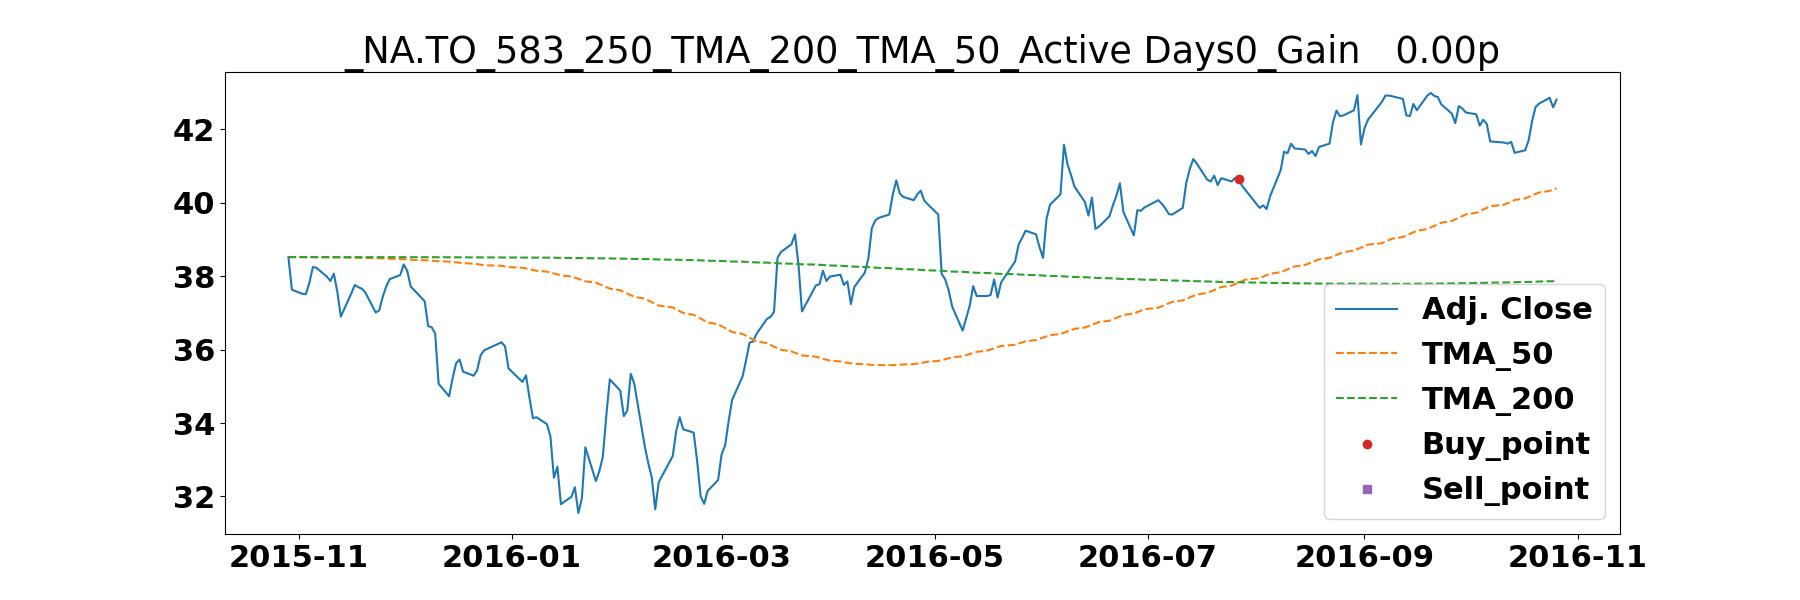 _NA.TO_583_250_TMA_200_TMA_50_Active Days0_Gain   0.00p
42
40
38
36
34
32
Adj. Close
TMA_50
TMA_200
Buy_point
Sell_point
2015-11 2016-01 2016-03 2016-05 2016-07 2016-09 2016-11